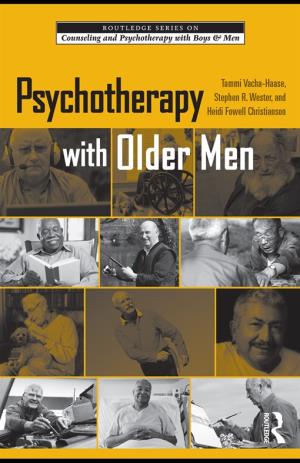 ROUTLEDGE SERIES ON
Counseling and Psychotherapy with Boys & Men
Psychotherapy
Tammi Vacha-Haase,
Stephen R. Wester, and
Heidi Fowell Christianson
with Older Men
ROUTLEDGE